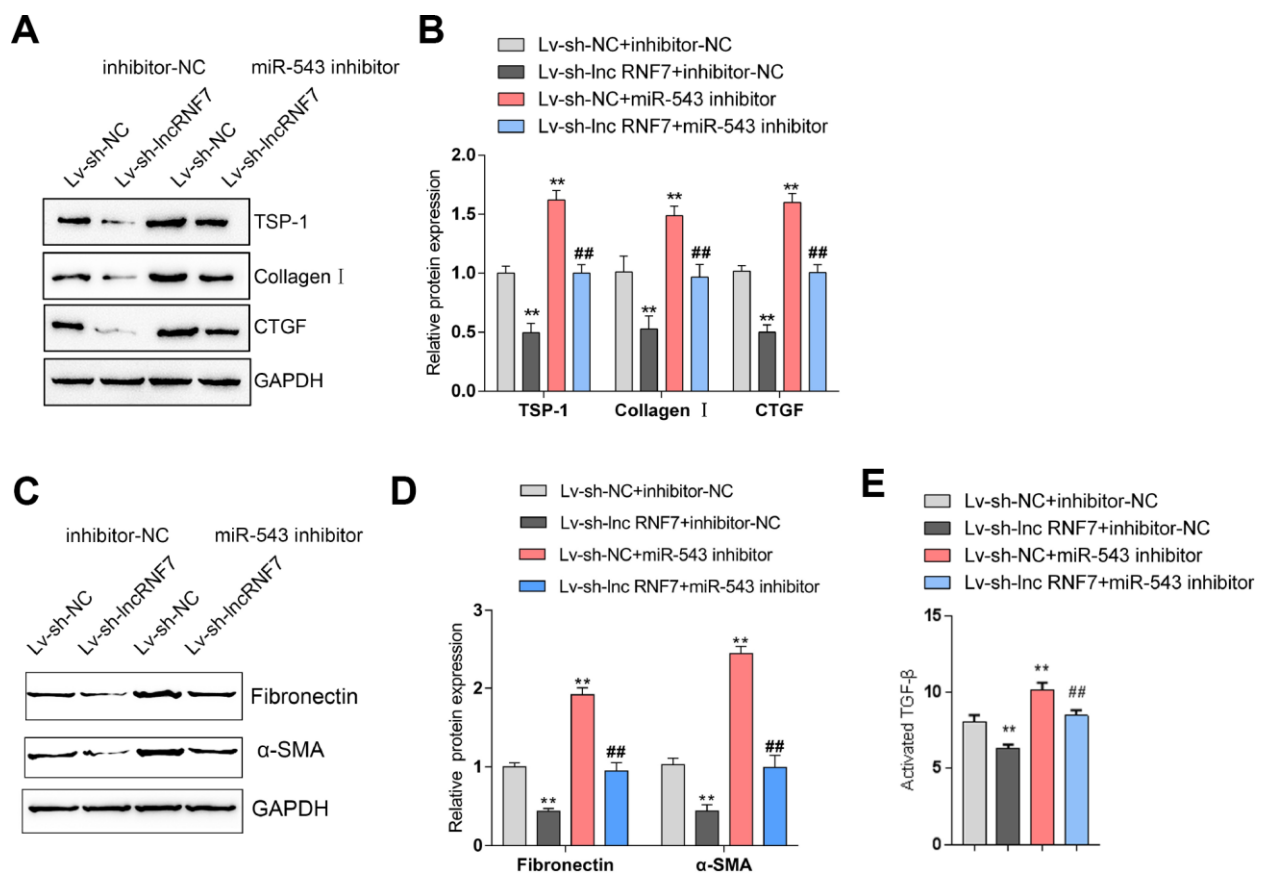 A
inhibitor-NC miR-543 inhibitor
Lv-sh-NC Lv-sh-lncRNF7 Lv-sh-NC Lv-sh-lncRNF7
TSP-1
Collagen Ⅰ
CTGF
GAPDH
B
Lv-sh-NC+inhibitor-NC
Lv-sh-lnc RNF7+inhibitor-NC
Lv-sh-NC+miR-543 inhibitor
Lv-sh-lnc RNF7+miR-543 inhibitor
Relative protein expression
2.0
1.5
1.0
0.5
0.0
** ** ## ** ** ## ** ** ##
TSP-1 Collagen Ⅰ CTGF
C
inhibitor-NC miR-543 inhibitor
Lv-sh-NC Lv-sh-lncRNF7 Lv-sh-NC Lv-sh-lncRNF7
Fibronectin
α-SMA
GAPDH
D
Lv-sh-NC+inhibitor-NC
Lv-sh-lnc RNF7+inhibitor-NC
Lv-sh-NC+miR-543 inhibitor
Lv-sh-lnc RNF7+miR-543 inhibitor
Relative protein expression
3
2
1
0
** ** ## ** ** ##
Fibronectin α-SMA
E
Lv-sh-NC+inhibitor-NC
Lv-sh-lnc RNF7+inhibitor-NC
Lv-sh-NC+miR-543 inhibitor
Lv-sh-lnc RNF7+miR-543 inhibitor
Activated TGF-β
15
10
5
0
** ** ##